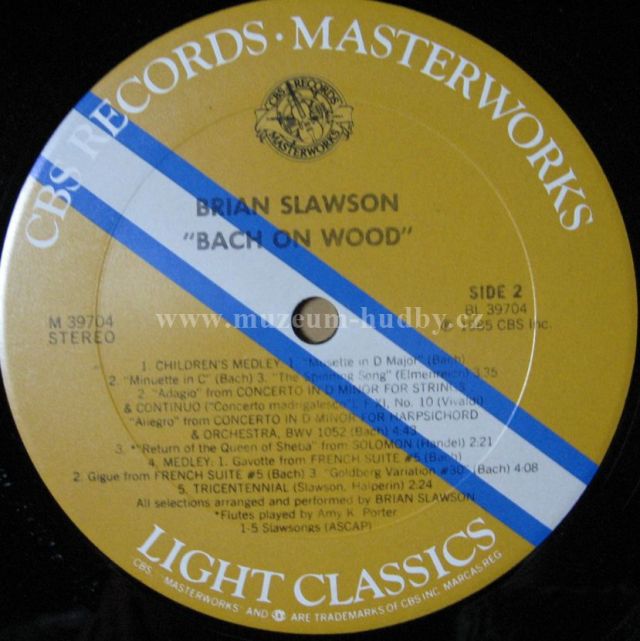 CBS RECORDS · MASTERWORKS
CBS RECORDS
MASTERWORKS
BRIAN SLAWSON
"BACH ON WOOD"
SIDE 2
M 39704
BL 39704
STEREO
℗ 1985 CBS Inc.
www.muzeum-hudby.cz
1. CHILDREN'S MEDLEY: 1. "Musette in D Major" (Bach)
2. "Minuette in C" (Bach) 3. "The Spinning Song" (Elmenreich) 3:35
2. "Adagio" from CONCERTO IN D MINOR FOR STRINGS
& CONTINUO ("Concerto madrigalesco"), F.XI, No. 10 (Vivaldi)
"Allegro" from CONCERTO IN D MINOR FOR HARPSICHORD
& ORCHESTRA, BWV 1052 (Bach) 4:43
3. *"Return of the Queen of Sheba" from SOLOMON (Handel) 2:21
4. MEDLEY: 1. Gavotte from FRENCH SUITE #5 (Bach)
2. Gigue from FRENCH SUITE #5 (Bach) 3. "Goldberg Variation #30" (Bach) 4:08
5. TRICENTENNIAL (Slawson, Halperin) 2:24
All selections arranged and performed by BRIAN SLAWSON
*Flutes played by Amy K. Porter
1-5 Slawsongs (ASCAP)
LIGHT CLASSICS
CBS, "MASTERWORKS" AND ARE TRADEMARKS OF CBS INC. MARCAS REG.